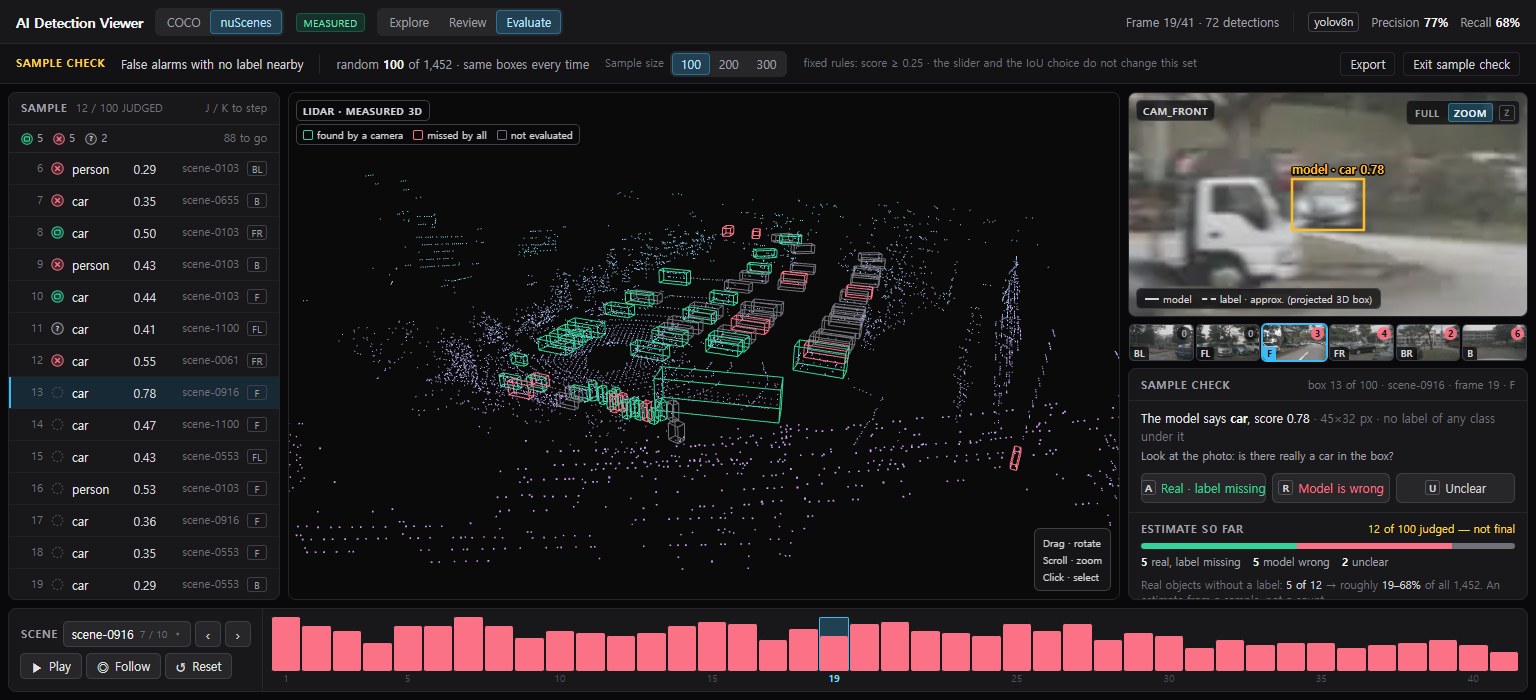 AI Detection Viewer COCO nuScenes MEASURED Explore Review Evaluate Frame 19/41 · 72 detections yolov8n Precision 77% Recall 68%
SAMPLE CHECK False alarms with no label nearby random 100 of 1,452 · same boxes every time Sample size 100 200 300 fixed rules: score ≥ 0.25 · the slider and the IoU choice do not change this set Export Exit sample check
SAMPLE 12 / 100 JUDGED J / K to step
5 5 ? 2 88 to go
6 person 0.29 scene-0103 BL
7 car 0.35 scene-0655 B
8 car 0.50 scene-0103 FR
9 person 0.43 scene-0103 B
10 car 0.44 scene-0103 F
11 ? car 0.41 scene-1100 FL
12 car 0.55 scene-0061 FR
13 car 0.78 scene-0916 F
14 car 0.47 scene-1100 F
15 car 0.43 scene-0553 FL
16 person 0.53 scene-0103 F
17 car 0.36 scene-0916 F
18 car 0.35 scene-0553 F
19 car 0.29 scene-0553 B
LIDAR · MEASURED 3D
found by a camera missed by all not evaluated
Drag · rotate
Scroll · zoom
Click · select
CAM_FRONT FULL ZOOM Z
model · car 0.78
model label · approx. (projected 3D box)
0 0 3 4 2 6
BL FL F FR BR B
SAMPLE CHECK box 13 of 100 · scene-0916 · frame 19 · F
The model says car, score 0.78 · 45×32 px · no label of any class
under it
Look at the photo: is there really a car in the box?
A Real · label missing R Model is wrong U Unclear
ESTIMATE SO FAR 12 of 100 judged — not final
5 real, label missing 5 model wrong 2 unclear
Real objects without a label: 5 of 12 → roughly 19–68% of all 1,452. An
estimate from a sample, not a count.
SCENE scene-0916 7 / 10 ‹ ›
Play Follow Reset
1 5 10 15 19 25 30 35 40